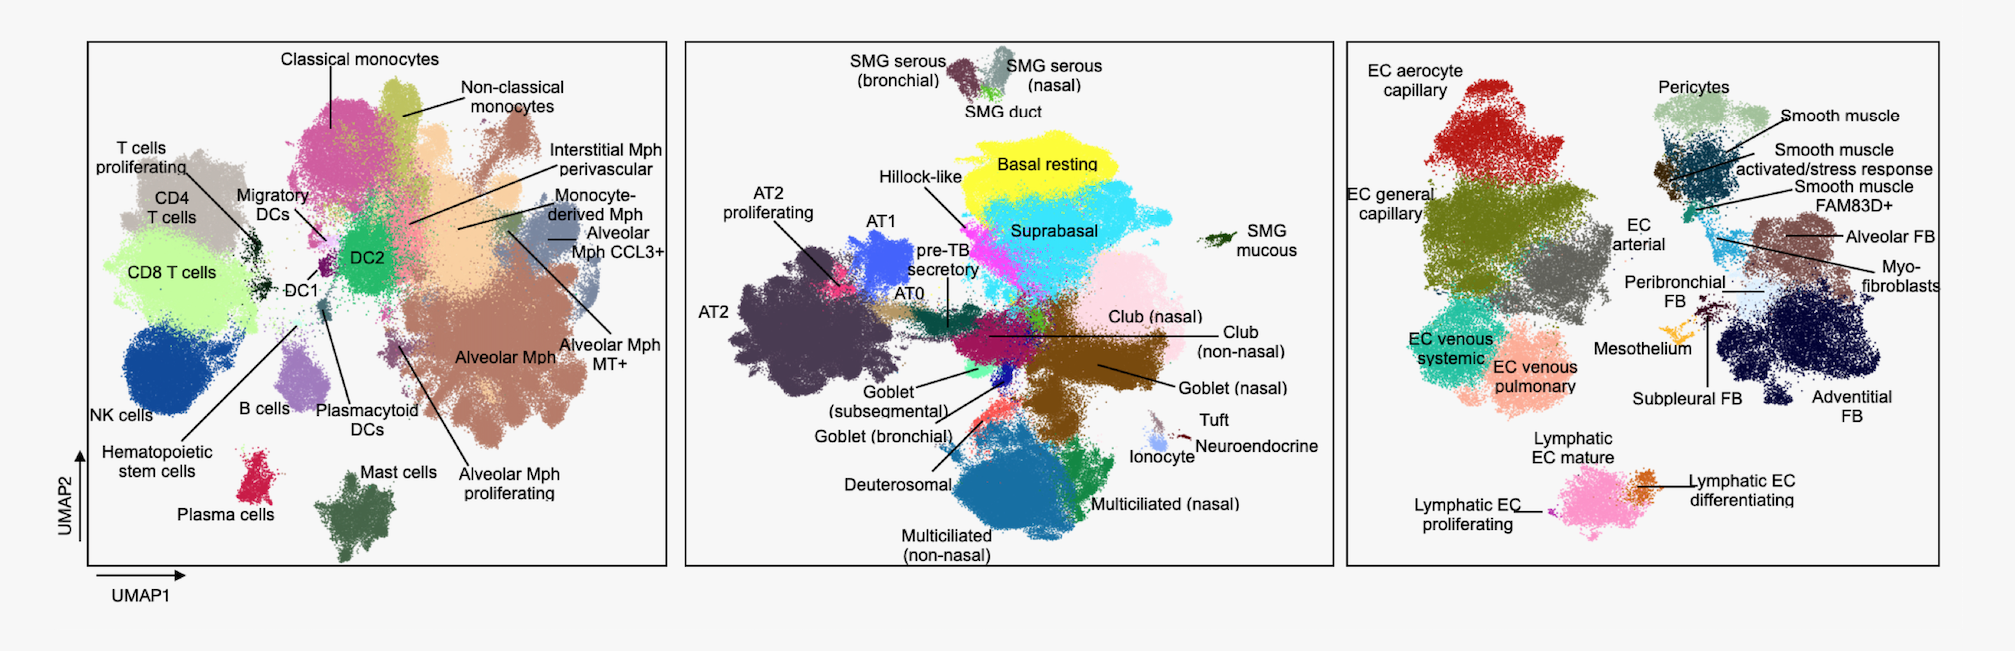 Classical monocytes
Non-classical
monocytes
T cells
proliferating
Interstitial Mph
perivascular
CD4
T cells
Migratory
DCs
Monocyte-
derived Mph
Alveolar
Mph CCL3+
CD8 T cells
DC2
DC1
Alveolar Mph
Alveolar Mph
MT+
NK cells
B cells
Plasmacytoid
DCs
Hematopoietic
stem cells
Mast cells
Alveolar Mph
proliferating
Plasma cells
UMAP2
UMAP1
SMG serous
(bronchial)
SMG serous
(nasal)
SMG duct
Basal resting
Hillock-like
AT2
proliferating
AT1
Suprabasal
pre-TB
secretory
SMG
mucous
AT0
AT2
Club (nasal)
Club
(non-nasal)
Goblet
(subsegmental)
Goblet (nasal)
Goblet (bronchial)
Tuft
Neuroendocrine
Ionocyte
Deuterosomal
Multiciliated (nasal)
Multiciliated
(non-nasal)
EC aerocyte
capillary
Pericytes
Smooth muscle
Smooth muscle
activated/stress response
Smooth muscle
FAM83D+
EC general
capillary
EC
arterial
Alveolar FB
Myo-
fibroblasts
Peribronchial
FB
EC venous
systemic
Mesothelium
EC venous
pulmonary
Subpleural FB
Adventitial
FB
Lymphatic
EC mature
Lymphatic EC
differentiating
Lymphatic EC
proliferating